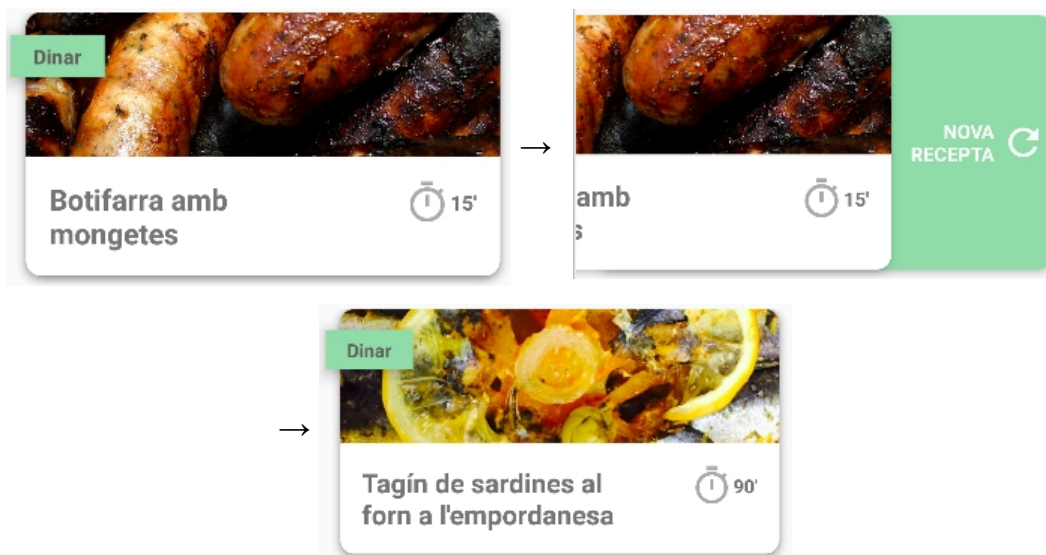 Dinar
Botifarra amb
mongetes
15'
→
amb
s
15'
NOVA
RECEPTA
→
Dinar
Tagín de sardines al
forn a l'empordanesa
90'